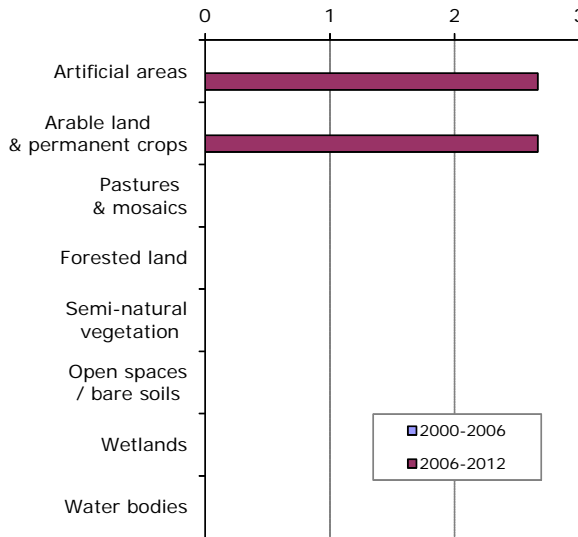 0 1 2 3
Artificial areas
Arable land
& permanent crops
Pastures
& mosaics
Forested land
Semi-natural
vegetation
Open spaces
/ bare soils
Wetlands
Water bodies
2000-2006
2006-2012